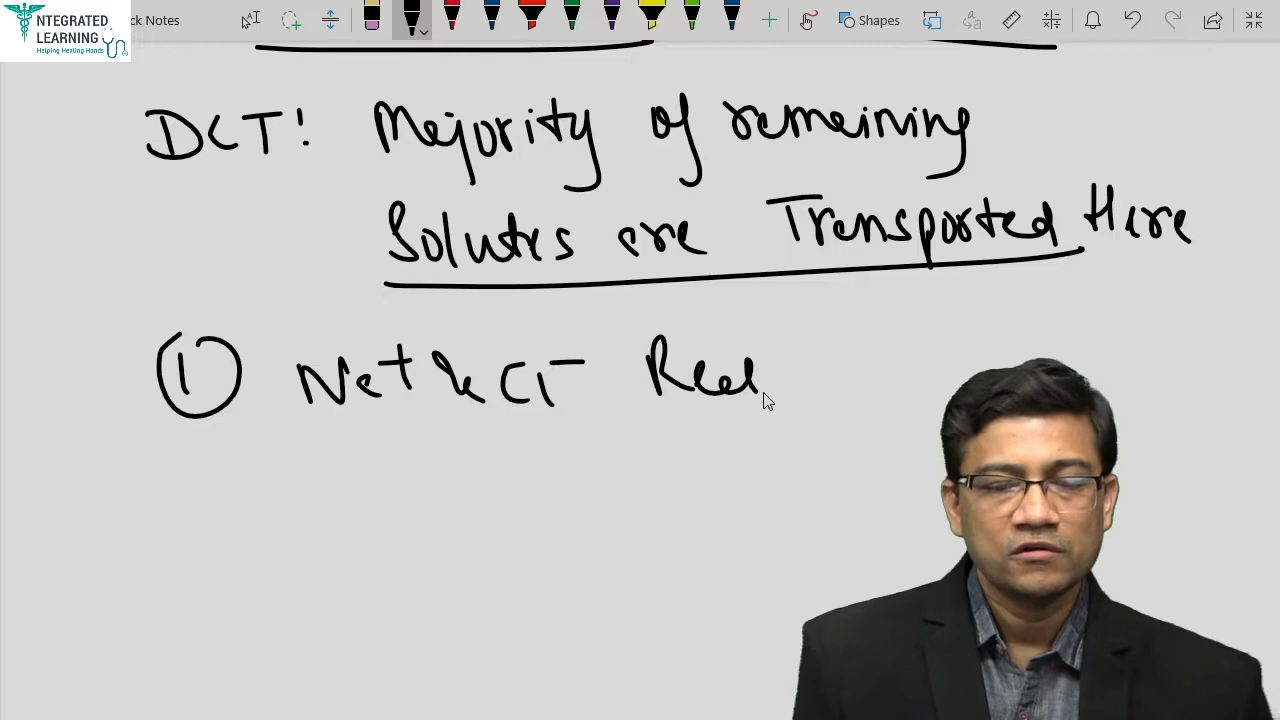 NTEGRATED
LEARNING
Helping Healing Hands
ck Notes
Shapes
DCT! Majority of remaining
Solutes are Transported Here
① Na+ & Cl-